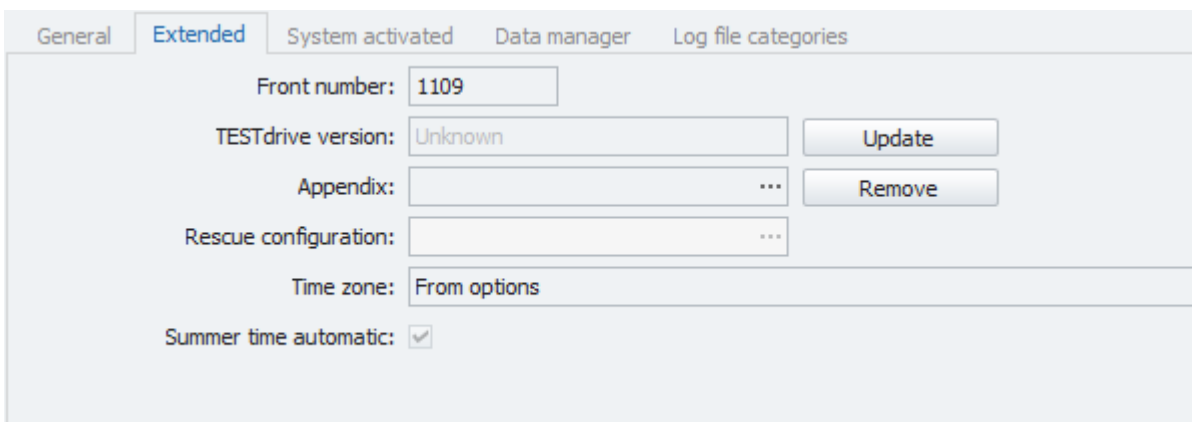 General Extended System activated Data manager Log file categories
Front number: 1109
TESTdrive version: Unknown Update
Appendix: ... Remove
Rescue configuration: ...
Time zone: From options
Summer time automatic: